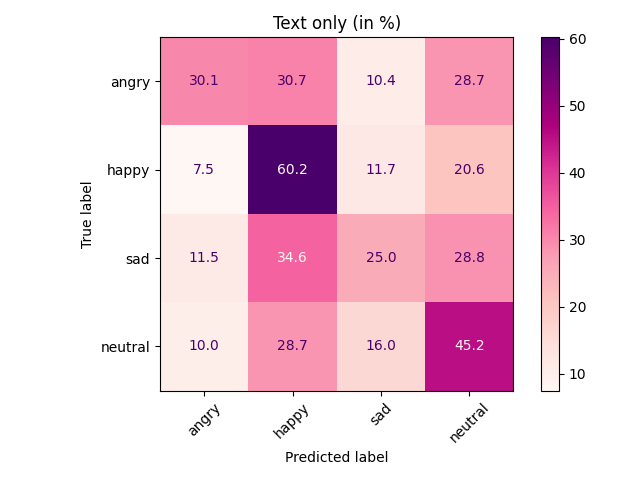 Text only (in %)
True label
angry 30.1 30.7 10.4 28.7
happy 7.5 60.2 11.7 20.6
sad 11.5 34.6 25.0 28.8
neutral 10.0 28.7 16.0 45.2
angry happy sad neutral
Predicted label
60
50
40
30
20
10